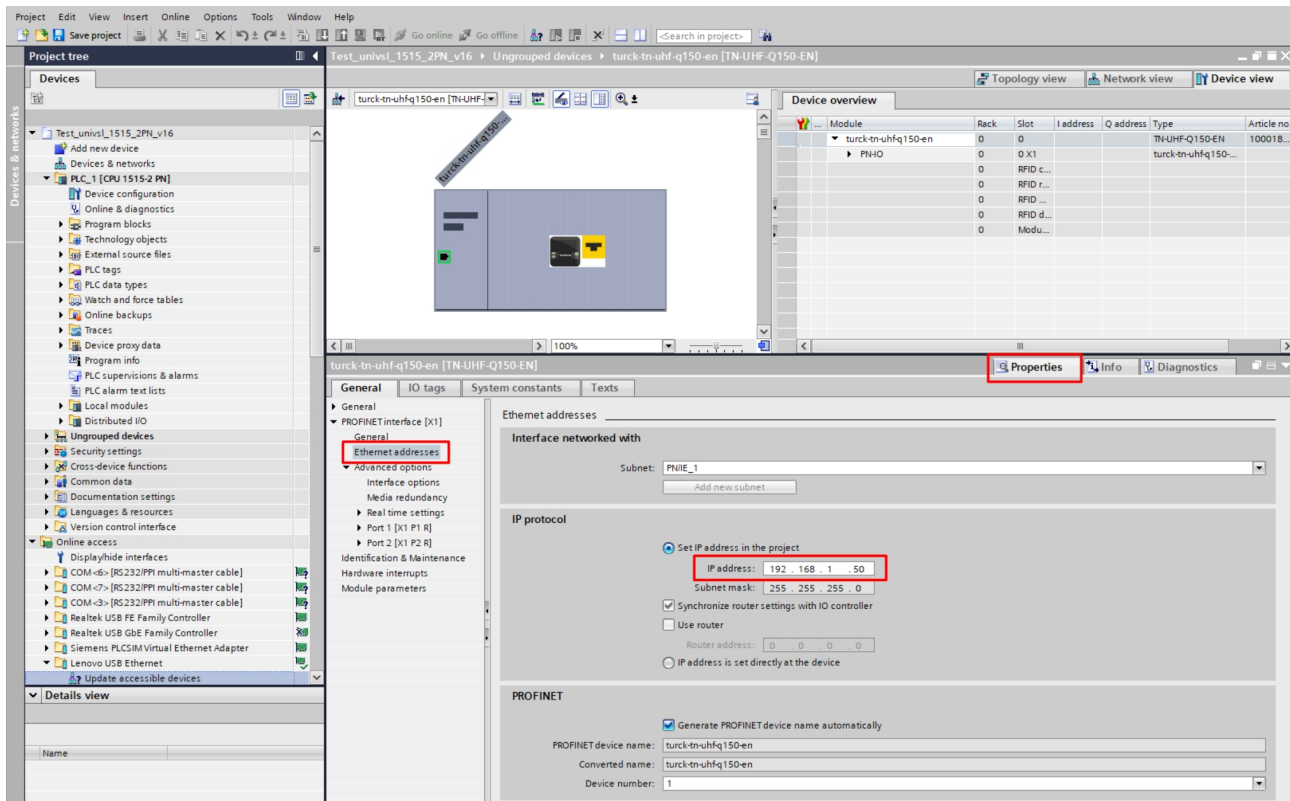 Project Edit View Insert Online Options Tools Window Help
Save project Go online Go offline <Search in project>
Project tree
Test_univsl_1515_2PN_v16 Ungrouped devices turck-tn-uhf-q150-en [TN-UHF-Q150-EN]
Devices
Topology view Network view Device view
Devices & networks
turck-tn-uhf-q150-en [TN-UHF-
Device overview
... Module Rack Slot I address Q address Type Article no
turck-tn-uhf-q150-en 0 0 TN-UHF-Q150-EN 100018...
PN-IO 0 0 X1 turck-tn-uhf-q150-...
0 RFID c...
0 RFID r...
0 RFID ...
0 RFID d...
0 Modu...
turck-tn-uhf-q150-...
100%
Test_univsl_1515_2PN_v16
Add new device
Devices & networks
PLC_1 [CPU 1515-2 PN]
Device configuration
Online & diagnostics
Program blocks
Technology objects
External source files
PLC tags
PLC data types
Watch and force tables
Online backups
Traces
Device proxy data
Program info
PLC supervisions & alarms
PLC alarm text lists
Local modules
Distributed I/O
Ungrouped devices
Security settings
Cross-device functions
Common data
Documentation settings
Languages & resources
Version control interface
Online access
Display/hide interfaces
COM <6> [RS232/PPI multi-master cable]
COM <7> [RS232/PPI multi-master cable]
COM <3> [RS232/PPI multi-master cable]
Realtek USB FE Family Controller
Realtek USB GbE Family Controller
Siemens PLCSIM Virtual Ethernet Adapter
Lenovo USB Ethernet
Update accessible devices
Details view
Name
turck-tn-uhf-q150-en [TN-UHF-Q150-EN]
Properties Info Diagnostics
General IO tags System constants Texts
General
PROFINET interface [X1]
General
Ethernet addresses
Advanced options
Interface options
Media redundancy
Real time settings
Port 1 [X1 P1 R]
Port 2 [X1 P2 R]
Identification & Maintenance
Hardware interrupts
Module parameters
Ethernet addresses
Interface networked with
Subnet: PN/IE_1
Add new subnet
IP protocol
Set IP address in the project
IP address: 192 . 168 . 1 . 50
Subnet mask: 255 . 255 . 255 . 0
Synchronize router settings with IO controller
Use router
Router address: 0 . 0 . 0 . 0
IP address is set directly at the device
PROFINET
Generate PROFINET device name automatically
PROFINET device name: turck-tn-uhf-q150-en
Converted name: turck-tn-uhf-q150-en
Device number: 1